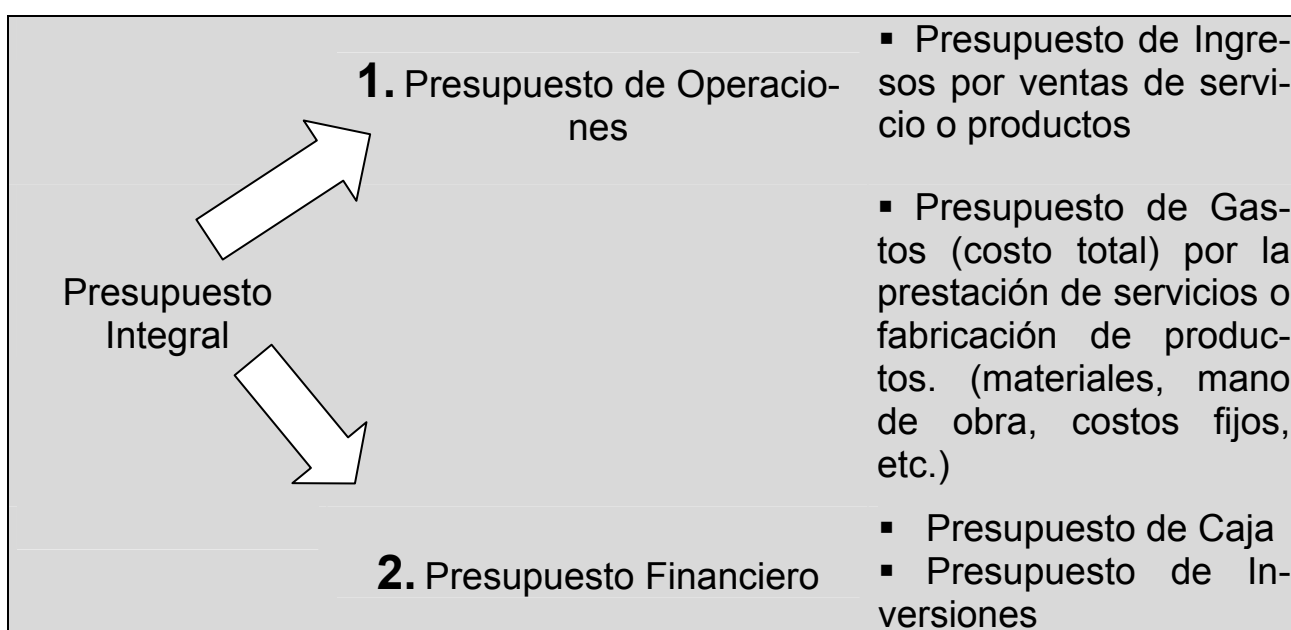 Presupuesto
Integral
1. Presupuesto de Operacio-
nes
▪ Presupuesto de Ingre-
sos por ventas de servi-
cio o productos
▪ Presupuesto de Gas-
tos (costo total) por la
prestación de servicios o
fabricación de produc-
tos. (materiales, mano
de obra, costos fijos,
etc.)
2. Presupuesto Financiero
▪ Presupuesto de Caja
▪ Presupuesto de In-
versiones